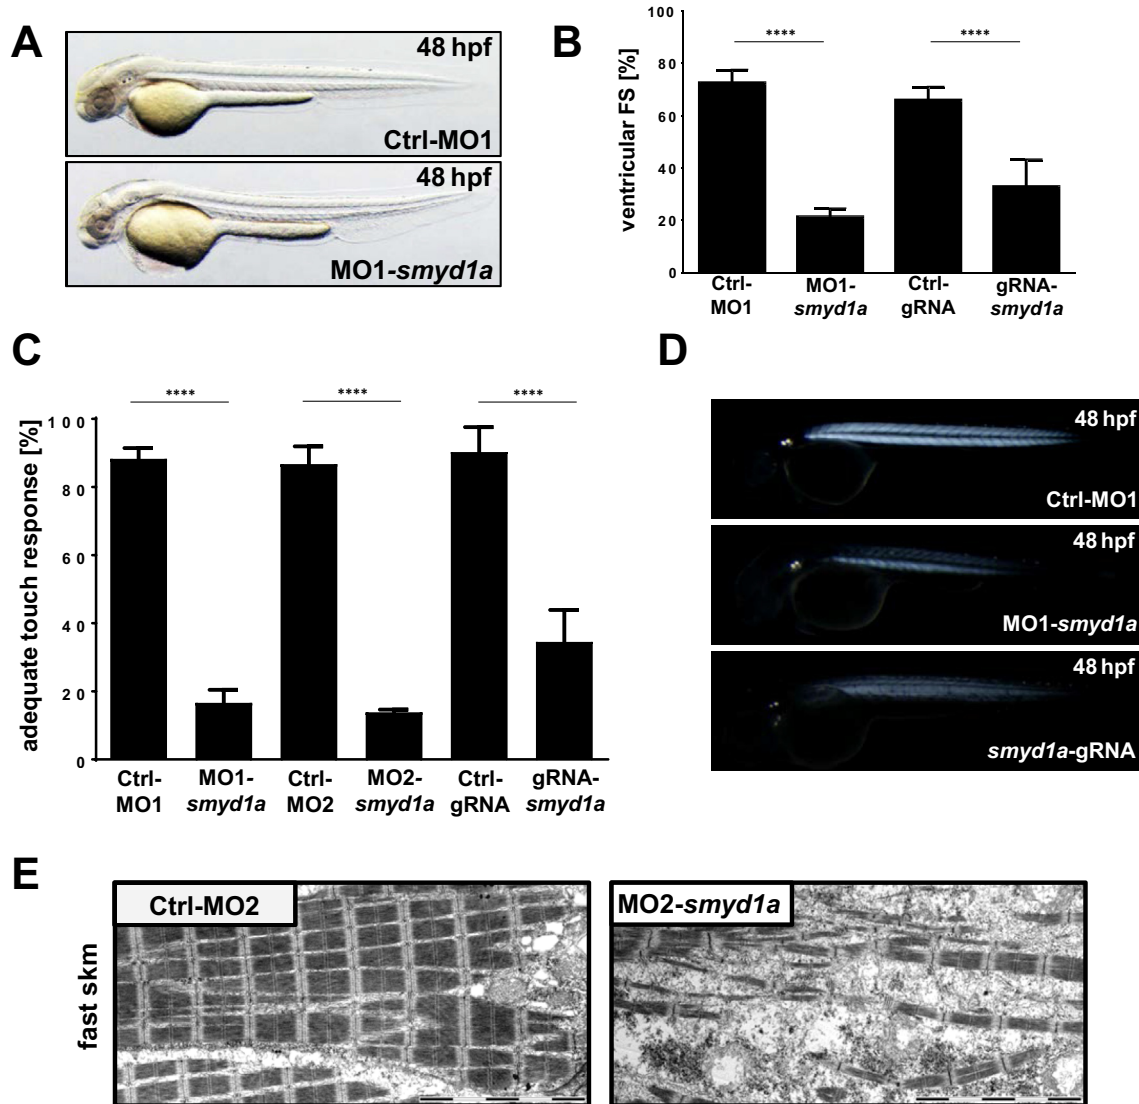 A
48 hpf
Ctrl-MO1
48 hpf
MO1-smyd1a
B
ventricular FS [%]
100
80
60
40
20
0
**** ****
Ctrl- MO1- Ctrl- gRNA-
MO1 smyd1a gRNA smyd1a
C
adequate touch response [%]
100
80
60
40
20
0
**** **** ****
Ctrl- MO1- Ctrl- MO2- Ctrl- gRNA-
MO1 smyd1a MO2 smyd1a gRNA smyd1a
D
48 hpf
Ctrl-MO1
48 hpf
MO1-smyd1a
48 hpf
smyd1a-gRNA
E
fast skm
Ctrl-MO2
MO2-smyd1a